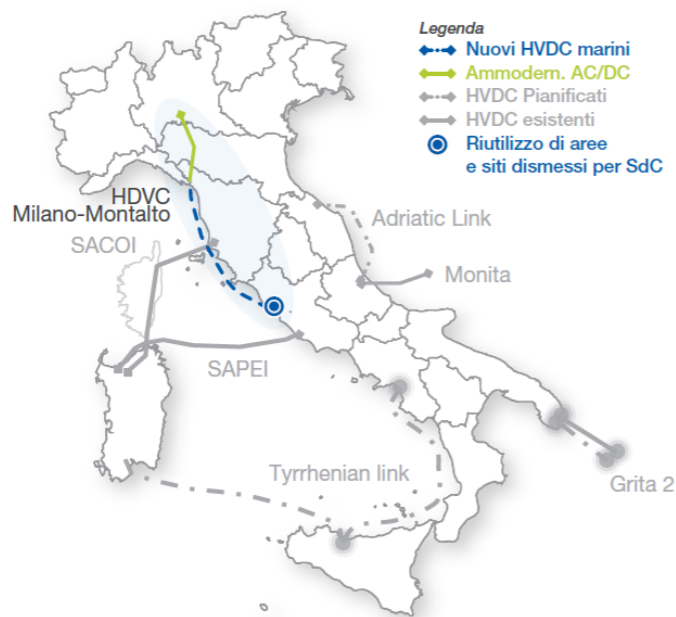 Legenda
Nuovi HVDC marini
Ammodern. AC/DC
HVDC Pianificati
HVDC esistenti
Riutilizzo di aree
e siti dismessi per SdC
HDVC
Milano-Montalto
SACOI
Adriatic Link
Monita
SAPEI
Tyrrhenian link
Grita 2